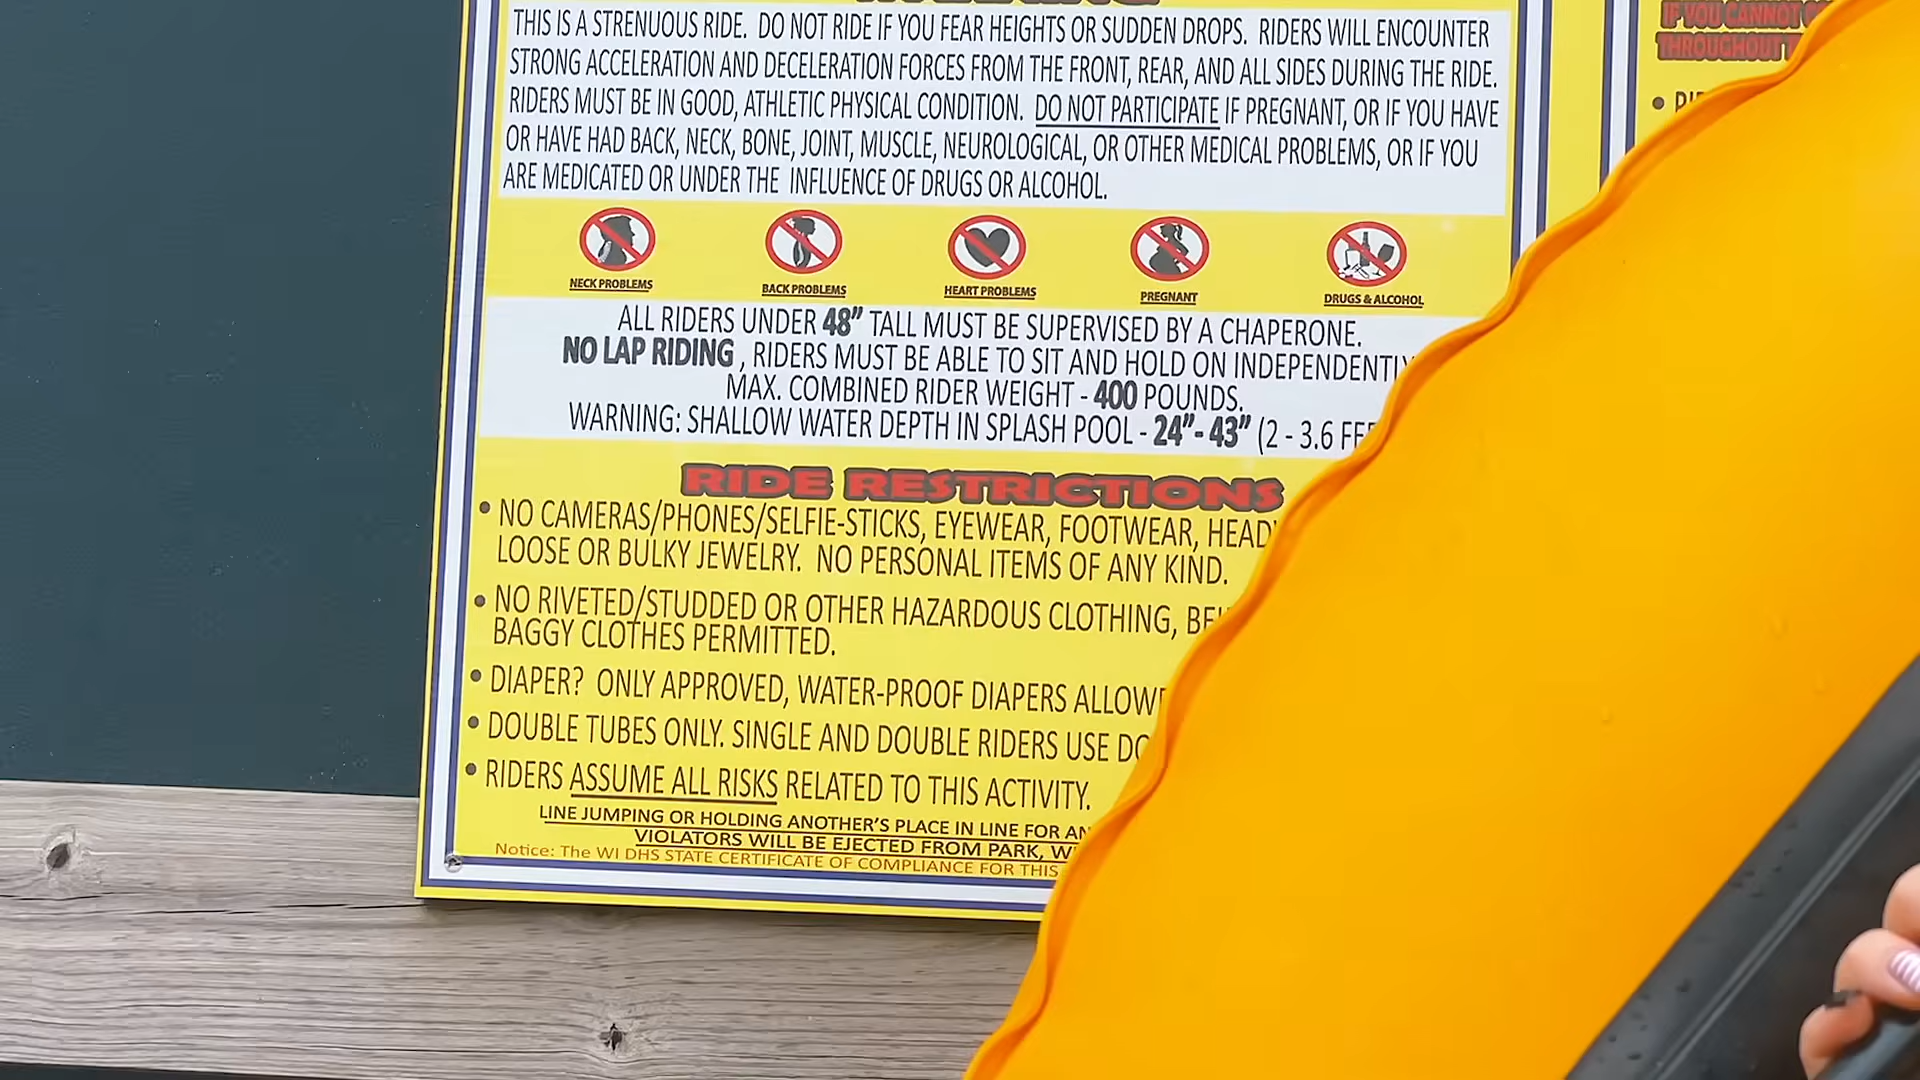 THIS IS A STRENUOUS RIDE. DO NOT RIDE IF YOU FEAR HEIGHTS OR SUDDEN DROPS. RIDERS WILL ENCOUNTER
STRONG ACCELERATION AND DECELERATION FORCES FROM THE FRONT, REAR, AND ALL SIDES DURING THE RIDE.
RIDERS MUST BE IN GOOD, ATHLETIC PHYSICAL CONDITION. DO NOT PARTICIPATE IF PREGNANT, OR IF YOU HAVE
OR HAVE HAD BACK, NECK, BONE, JOINT, MUSCLE, NEUROLOGICAL, OR OTHER MEDICAL PROBLEMS, OR IF YOU
ARE MEDICATED OR UNDER THE INFLUENCE OF DRUGS OR ALCOHOL.
NECK PROBLEMS
BACK PROBLEMS
HEART PROBLEMS
PREGNANT
DRUGS & ALCOHOL
ALL RIDERS UNDER 48" TALL MUST BE SUPERVISED BY A CHAPERONE.
NO LAP RIDING, RIDERS MUST BE ABLE TO SIT AND HOLD ON
MAX. COMBINED RIDER WEIGHT - 400 POUNDS.
WARNING: SHALLOW WATER DEPTH IN SPLASH POOL - 24"- 43" (2 - 3.6
RIDE RESTRICTIONS
• NO CAMERAS/PHONES/SELFIE-STICKS, EYEWEAR, FOOTWEAR,
LOOSE OR BULKY JEWELRY. NO PERSONAL ITEMS OF ANY KIND.
• NO RIVETED/STUDDED OR OTHER HAZARDOUS CLOTHING,
BAGGY CLOTHES PERMITTED.
• DIAPER? ONLY APPROVED, WATER-PROOF DIAPERS
• DOUBLE TUBES ONLY. SINGLE AND DOUBLE RIDERS USE
• RIDERS ASSUME ALL RISKS RELATED TO THIS ACTIVITY.
LINE JUMPING OR HOLDING ANOTHER'S PLACE IN LINE FOR
VIOLATORS WILL BE EJECTED FROM PARK,
Notice: The WI DHS STATE CERTIFICATE OF COMPLIANCE FOR THIS
IF YOU CANNOT
THROUGHOUT